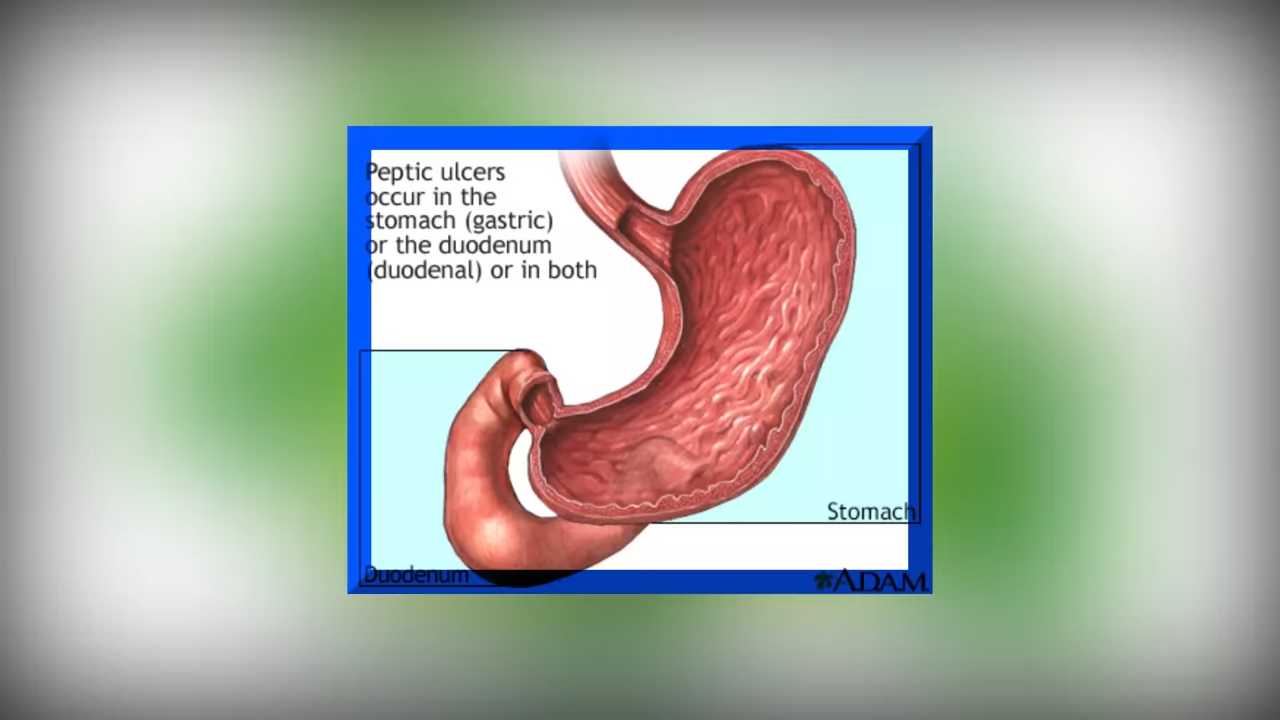 Peptic ulcers
occur in the
stomach (gastric)
or the duodenum
(duodenal) or in both
Stomach
Duodenum
ADAM